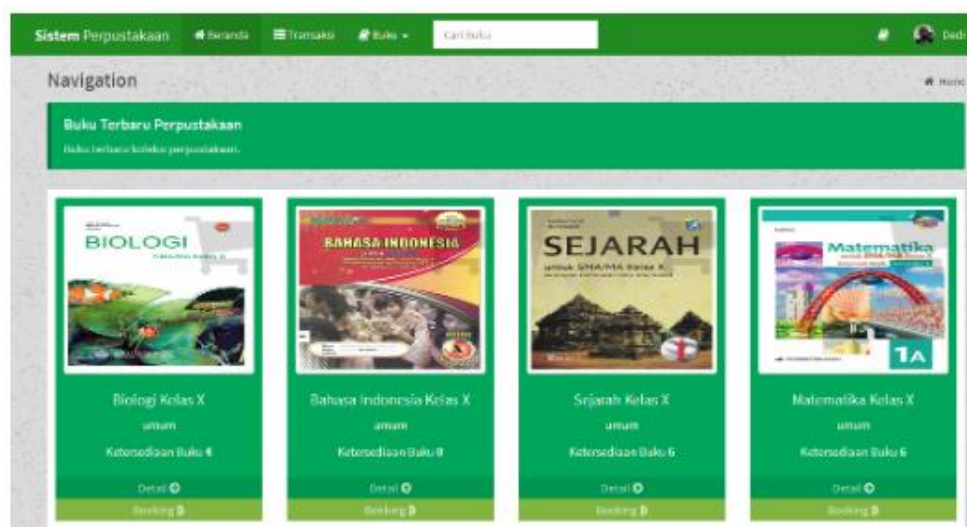 Sistem Perpustakaan Beranda Transaksi Buku Cari Buku Dedi
Navigation Home
Buku Terbaru Perpustakaan
Buku terbaru koleksi perpustakaan.
BIOLOGI
BAHASA INDONESIA
SEJARAH
untuk SMA/MA Kelas X
Matematika
1A
Biologi Kelas X
umum
Ketersediaan Buku 4
Detail
Booking
Bahasa Indonesia Kelas X
umum
Ketersediaan Buku 0
Detail
Booking
Sejarah Kelas X
umum
Ketersediaan Buku 6
Detail
Booking
Matematika Kelas X
umum
Ketersediaan Buku 6
Detail
Booking